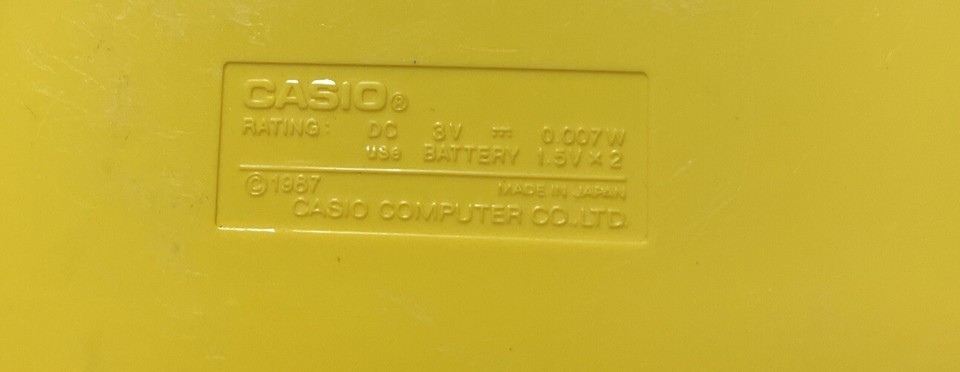 CASIO®
RATING: DC 3V ⎓ 0.007W
use BATTERY 1.5V × 2
© 1987 MADE IN JAPAN
CASIO COMPUTER CO., LTD.